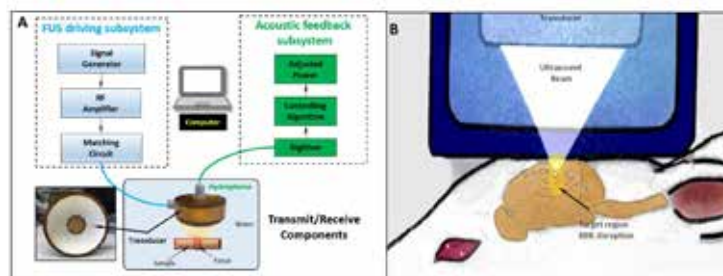 A
FUS driving subsystem
Signal
Generator
RF
Amplifier
Matching
Circuit
Computer
Acoustic feedback
subsystem
Adjusted
Power
Controlling
Algorithm
Digitizer
Hydrophone
Transducer
Water
Sample
Focus
Transmit/Receive
Components
B
Transducer
Ultrasound
Beam
Target region
BBB disruption